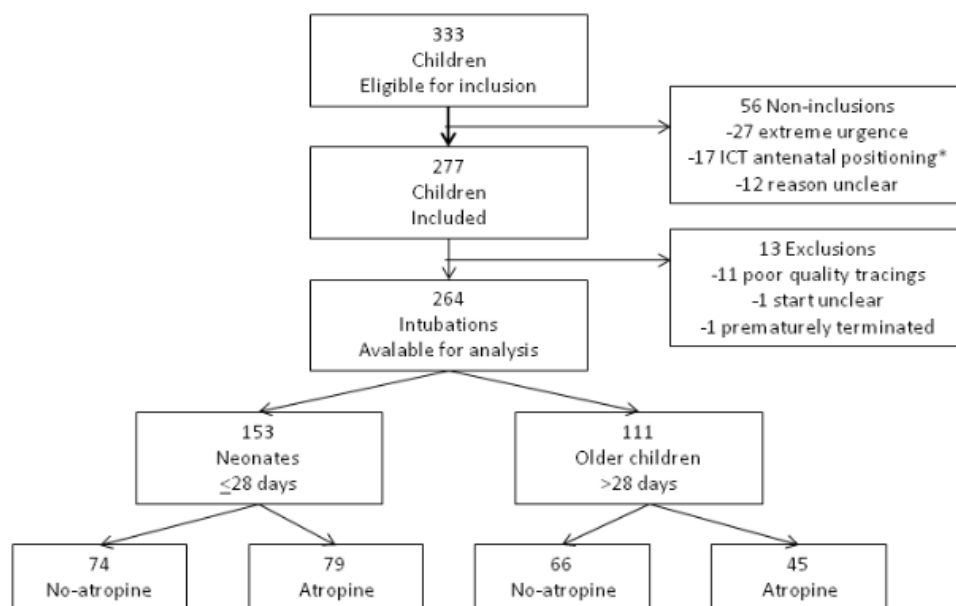 333
Children
Eligible for inclusion
56 Non-inclusions
-27 extreme urgence
-17 ICT antenatal positioning*
-12 reason unclear
277
Children
Included
13 Exclusions
-11 poor quality tracings
-1 start unclear
-1 prematurely terminated
264
Intubations
Available for analysis
153
Neonates
≤28 days
111
Older children
>28 days
74
No-atropine
79
Atropine
66
No-atropine
45
Atropine